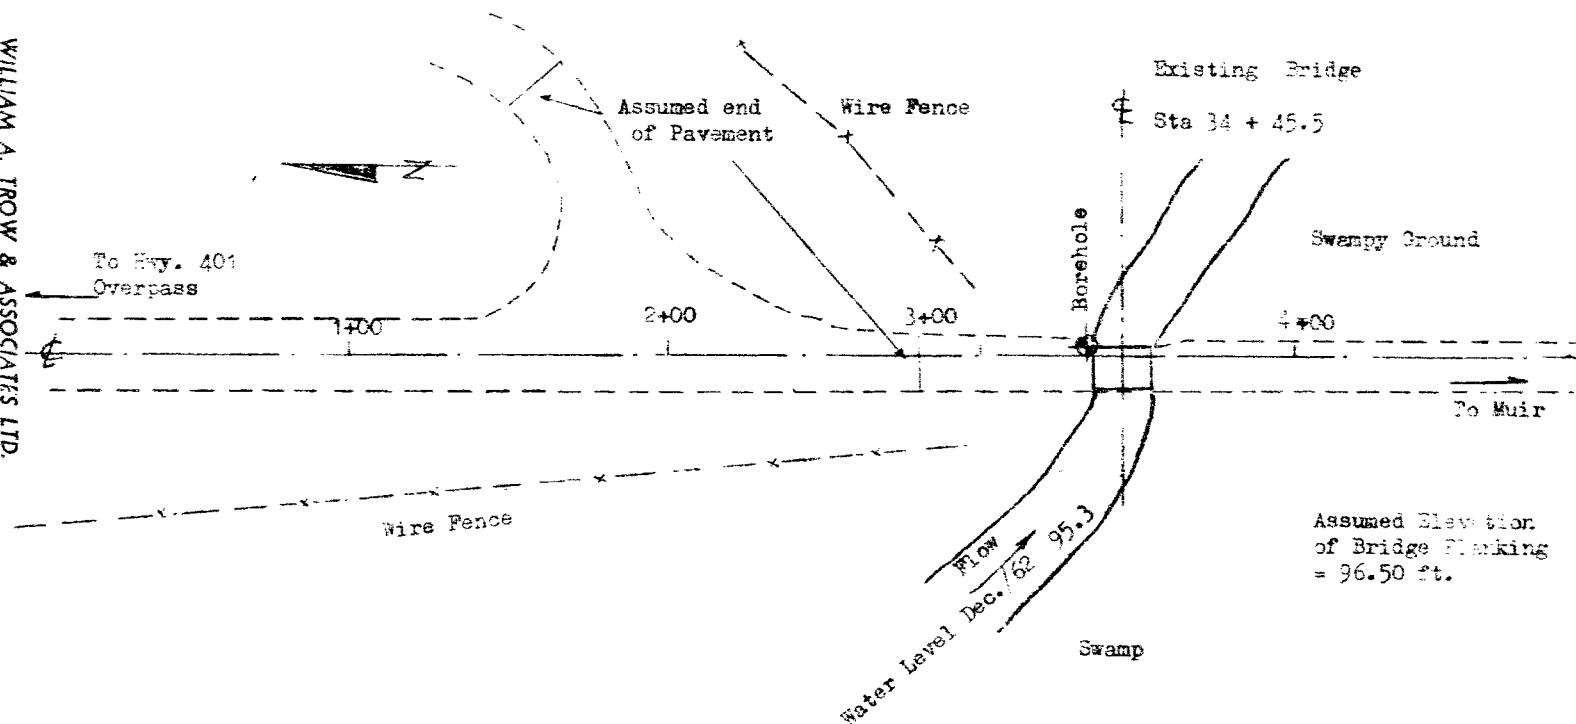 WILLIAM A. TROW & ASSOCIATES LTD.
Existing Bridge
℄
Sta 34 + 45.5
Assumed end
of Pavement
Wire Fence
N
Borehole
Swampy Ground
To Hwy. 401
Overpass
1+00
2+00
3+00
4+00
℄
To Muir
Wire Fence
Flow
Water Level Dec./62 95.3
Assumed Elevation
of Bridge Planking
= 96.50 ft.
Swamp